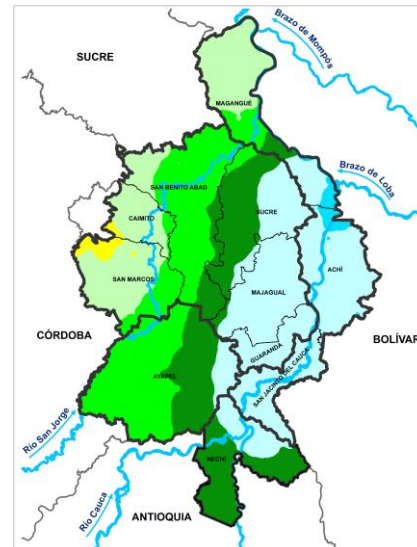 Brazo de Mompós
SUCRE
MAGANGUÉ
Brazo de Loba
SAN BENITO ABAD
CAIMITO
SUCRE
ACHÍ
SAN MARCOS
MAJAGUAL
CÓRDOBA
BOLÍVAR
GUARANDA
AYAPEL
SAN JACINTO DEL CAUCA
Río San Jorge
NECHÍ
Río Cauca
ANTIOQUIA